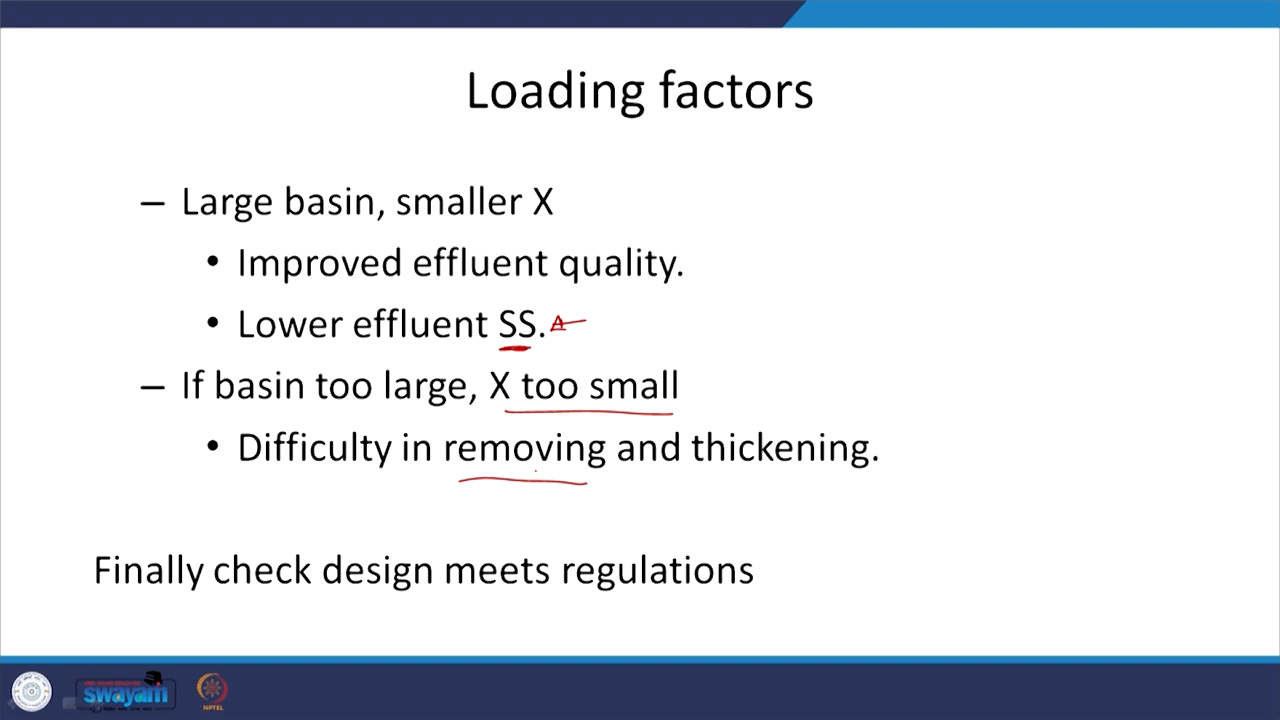 Loading factors
– Large basin, smaller X
• Improved effluent quality.
• Lower effluent SS.
– If basin too large, X too small
• Difficulty in removing and thickening.
Finally check design meets regulations
swayam
NPTEL